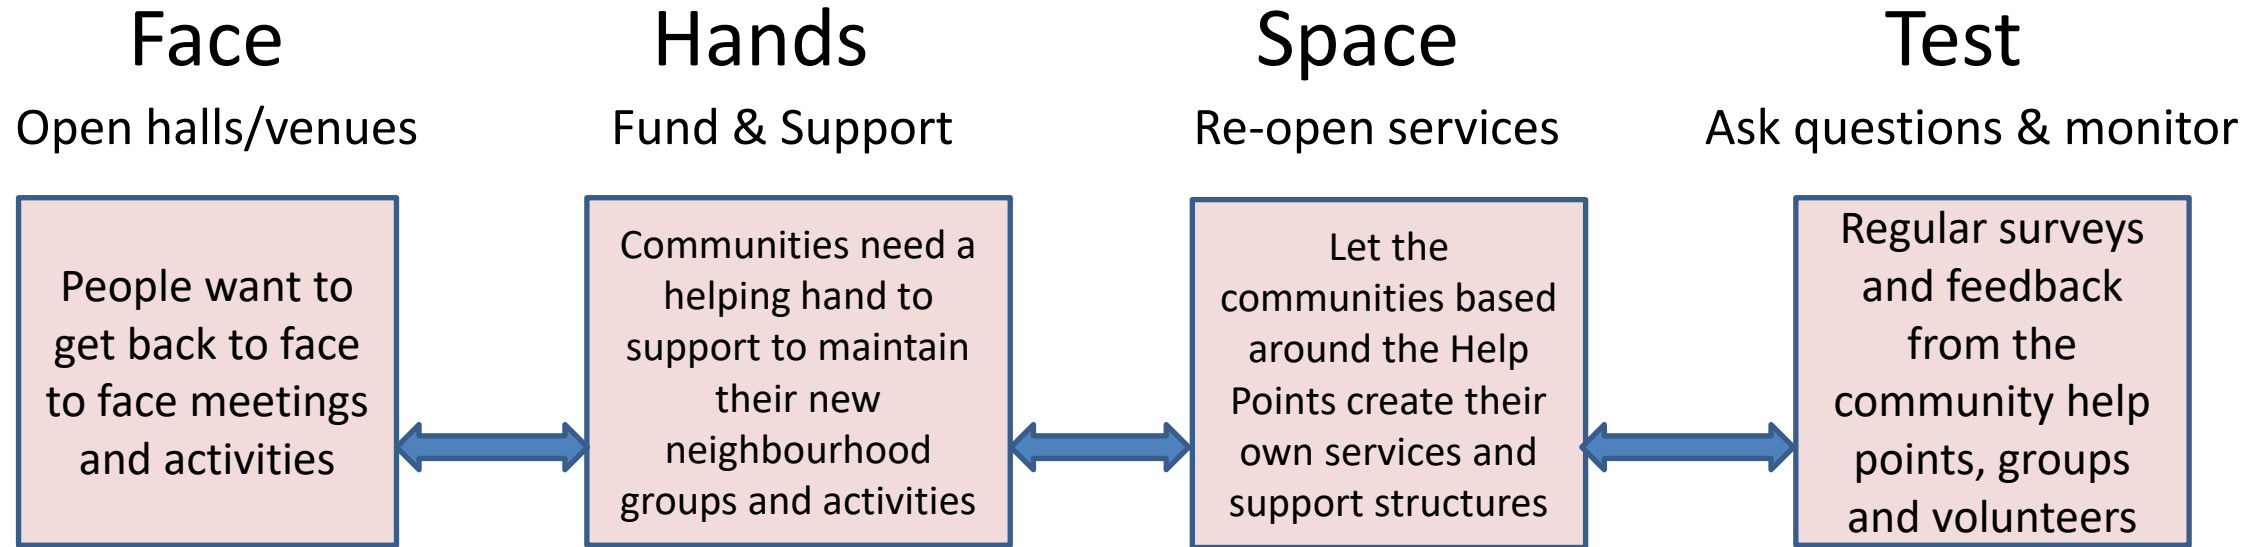 Face
Open halls/venues
People want to
get back to face
to face meetings
and activities
Hands
Fund & Support
Communities need a
helping hand to
support to maintain
their new
neighbourhood
groups and activities
Space
Re-open services
Let the
communities based
around the Help
Points create their
own services and
support structures
Test
Ask questions & monitor
Regular surveys
and feedback
from the
community help
points, groups
and volunteers